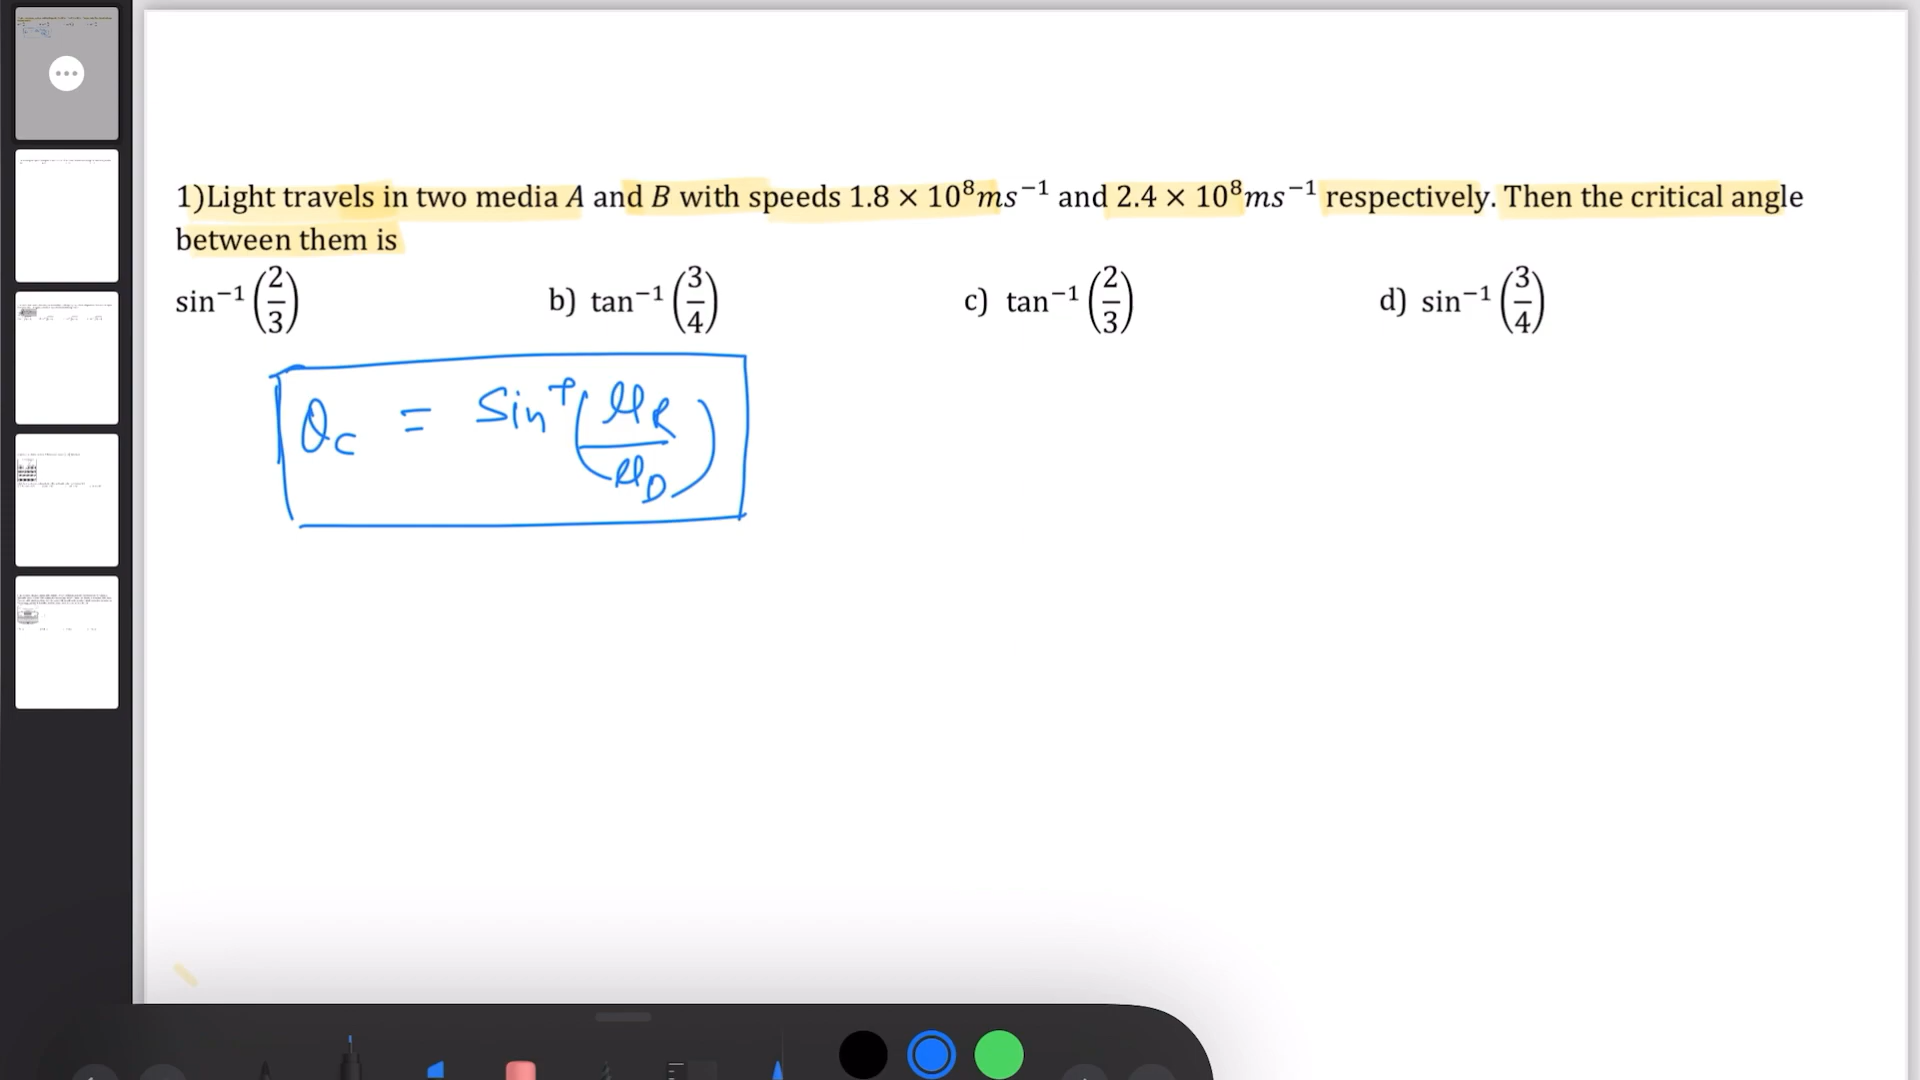 1)Light travels in two media A and B with speeds 1.8 × 10⁸ms⁻¹ and 2.4 × 10⁸ms⁻¹ respectively. Then the critical angle
between them is
sin⁻¹(2/3) b) tan⁻¹(3/4) c) tan⁻¹(2/3) d) sin⁻¹(3/4)
θc = Sin⁻¹(μR/μD)